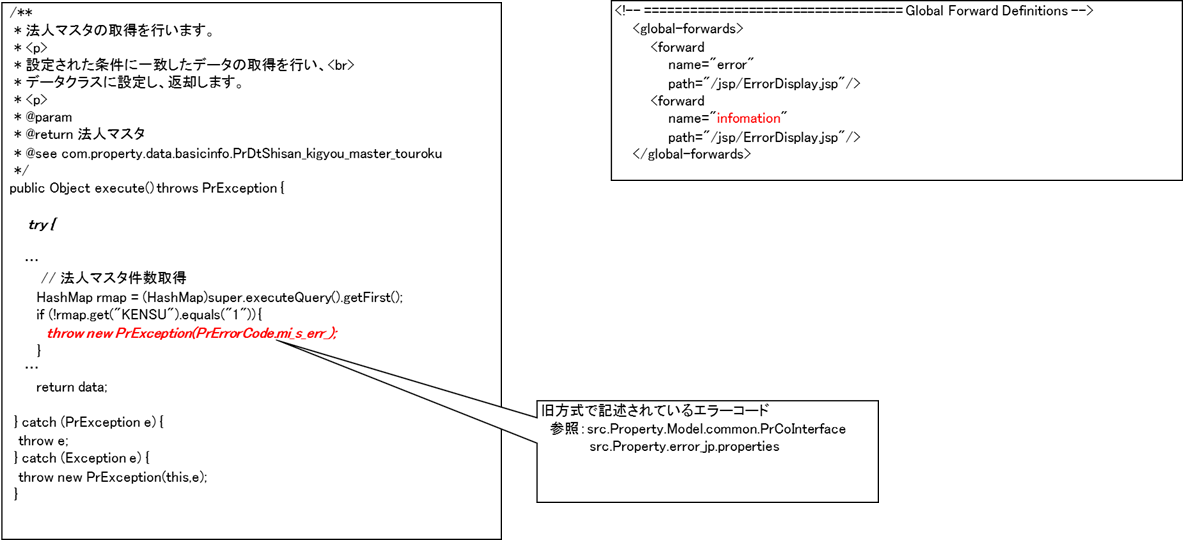 /**
* 法人マスタの取得を行います。
* <p>
* 設定された条件に一致したデータの取得を行い、<br>
* データクラスに設定し、返却します。
* <p>
* @param
* @return 法人マスタ
* @see com.property.data.basicinfo.PrDtShisan_kigyou_master_touroku
*/
public Object execute() throws PrException {
try {
…
// 法人マスタ件数取得
HashMap rmap = (HashMap)super.executeQuery().getFirst();
if (!rmap.get("KENSU").equals("1")){
throw new PrException(PrErrorCode.mi_s_err_);
}
…
return data;
} catch (PrException e) {
throw e;
} catch (Exception e) {
throw new PrException(this,e);
}
<!-- ================================= Global Forward Definitions -->
<global-forwards>
<forward
name="error"
path="/jsp/ErrorDisplay.jsp"/>
<forward
name="infomation"
path="/jsp/ErrorDisplay.jsp"/>
</global-forwards>
旧方式で記述されているエラーコード
参照：src.Property.Model.common.PrCoInterface
src.Property.error_jp.properties